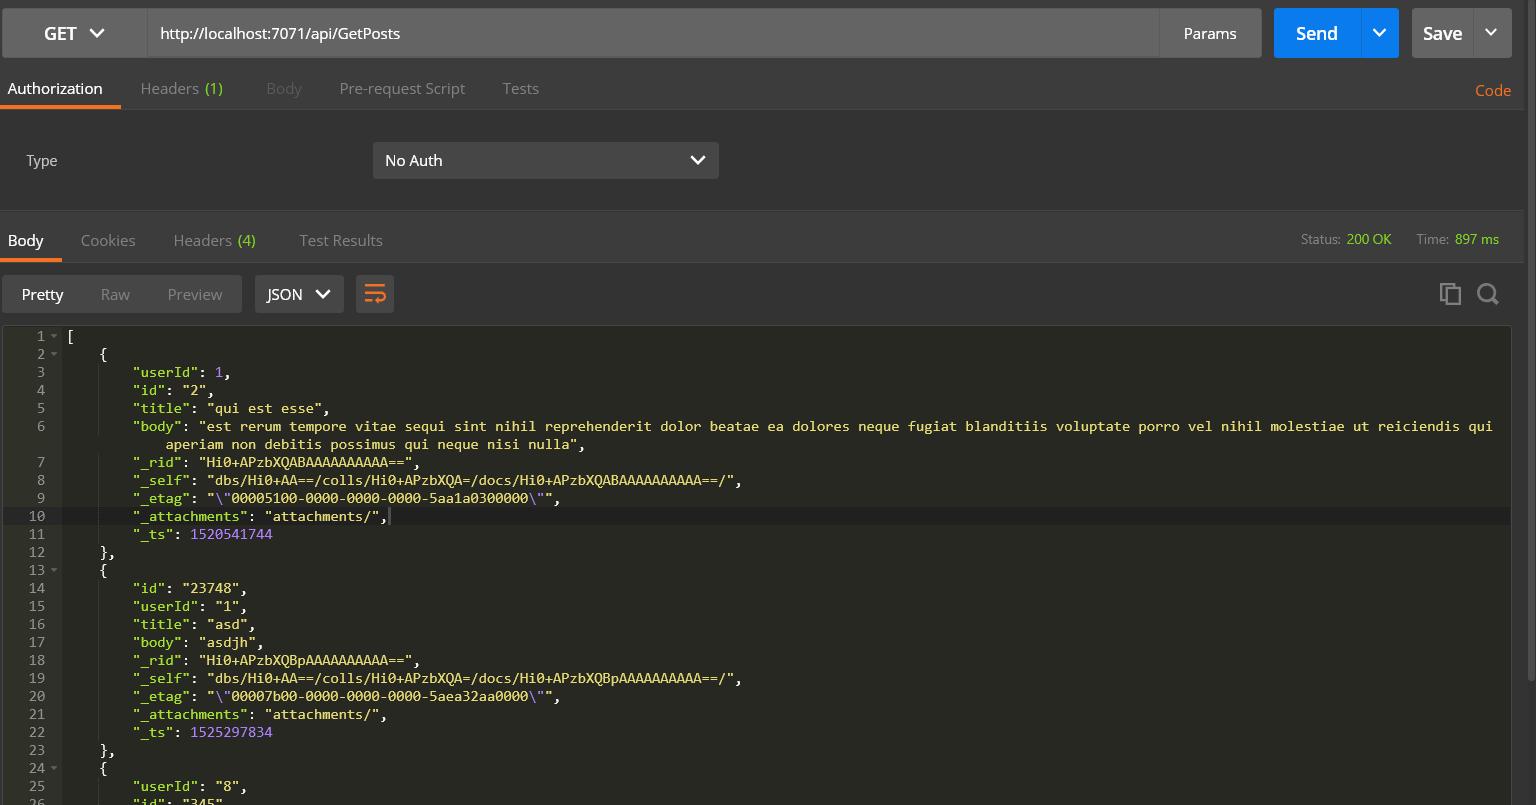 GET http://localhost:7071/api/GetPosts Params Send Save
Authorization Headers (1) Body Pre-request Script Tests Code
Type No Auth
Body Cookies Headers (4) Test Results Status: 200 OK Time: 897 ms
Pretty Raw Preview JSON
1 [
2 {
3 "userId": 1,
4 "id": "2",
5 "title": "qui est esse",
6 "body": "est rerum tempore vitae sequi sint nihil reprehenderit dolor beatae ea dolores neque fugiat blanditiis voluptate porro vel nihil molestiae ut reiciendis qui
aperiam non debitis possimus qui neque nisi nulla",
7 "_rid": "Hi0+APzbXQABAAAAAAAAAA==",
8 "_self": "dbs/Hi0+AA==/colls/Hi0+APzbXQA=/docs/Hi0+APzbXQABAAAAAAAAAA==/",
9 "_etag": "\"00005100-0000-0000-0000-5aa1a0300000\"",
10 "_attachments": "attachments/",
11 "_ts": 1520541744
12 },
13 {
14 "id": "23748",
15 "userId": "1",
16 "title": "asd",
17 "body": "asdjh",
18 "_rid": "Hi0+APzbXQBpAAAAAAAAAA==",
19 "_self": "dbs/Hi0+AA==/colls/Hi0+APzbXQA=/docs/Hi0+APzbXQBpAAAAAAAAAA==/",
20 "_etag": "\"00007b00-0000-0000-0000-5aea32aa0000\"",
21 "_attachments": "attachments/",
22 "_ts": 1525297834
23 },
24 {
25 "userId": "8",
26 "id": "345"